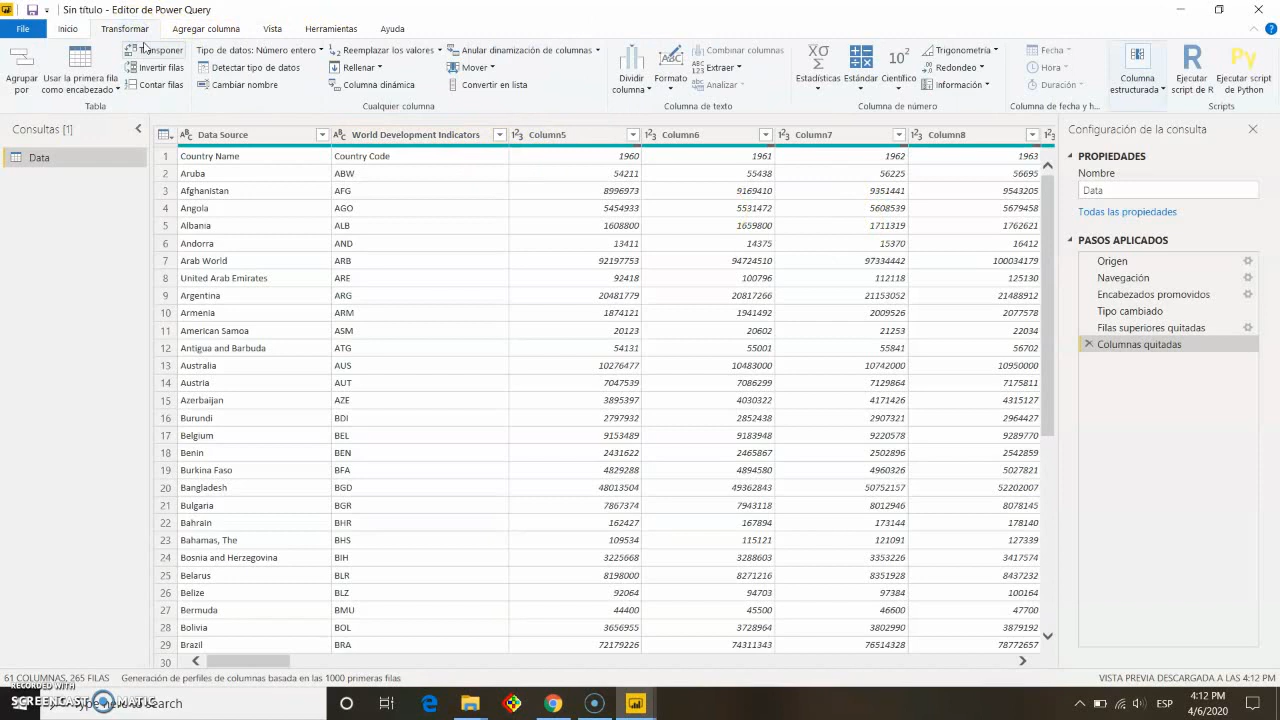 Sin título - Editor de Power Query
File Inicio Transformar Agregar columna Vista Herramientas Ayuda
Agrupar por
Usar la primera fila como encabezado
Transponer
Invertir filas
Contar filas
Tabla
Tipo de datos: Número entero
Detectar tipo de datos
Cambiar nombre
Reemplazar los valores
Rellenar
Columna dinámica
Anular dinamización de columnas
Mover
Convertir en lista
Cualquier columna
Dividir columna
Formato
Combinar columnas
Extraer
Analizar
Columna de texto
Estadísticas
Estándar
Científico
Trigonometría
Redondeo
Información
Columna de número
Fecha
Hora
Duración
Columna de fecha y h...
Columna estructurada
Ejecutar script de R
Ejecutar script de Python
Scripts
Consultas [1]
Data
Data Source World Development Indicators Column5 Column6 Column7 Column8
1 Country Name Country Code 1960 1961 1962 1963
2 Aruba ABW 54211 55438 56225 56695
3 Afghanistan AFG 8996973 9169410 9351441 9543205
4 Angola AGO 5454933 5531472 5608539 5679458
5 Albania ALB 1608800 1659800 1711319 1762621
6 Andorra AND 13411 14375 15370 16412
7 Arab World ARB 92197753 94724510 97334442 100034179
8 United Arab Emirates ARE 92418 100796 112118 125130
9 Argentina ARG 20481779 20817266 21153052 21488912
10 Armenia ARM 1874121 1941492 2009526 2077578
11 American Samoa ASM 20123 20602 21253 22034
12 Antigua and Barbuda ATG 54131 55001 55841 56702
13 Australia AUS 10276477 10483000 10742000 10950000
14 Austria AUT 7047539 7086299 7129864 7175811
15 Azerbaijan AZE 3895397 4030322 4171426 4315127
16 Burundi BDI 2797932 2852438 2907321 2964427
17 Belgium BEL 9153489 9183948 9220578 9289770
18 Benin BEN 2431622 2465867 2502896 2542859
19 Burkina Faso BFA 4829288 4894580 4960326 5027821
20 Bangladesh BGD 48013504 49362843 50752157 52202007
21 Bulgaria BGR 7867374 7943118 8012946 8078145
22 Bahrain BHR 162427 167894 173144 178140
23 Bahamas, The BHS 109534 115121 121091 127339
24 Bosnia and Herzegovina BIH 3225668 3288603 3353226 3417574
25 Belarus BLR 8198000 8271216 8351928 8437232
26 Belize BLZ 92064 94703 97384 100164
27 Bermuda BMU 44400 45500 46600 47700
28 Bolivia BOL 3656955 3728964 3802990 3879192
29 Brazil BRA 72179226 74311343 76514328 78772657
30
Configuración de la consulta
PROPIEDADES
Nombre
Data
Todas las propiedades
PASOS APLICADOS
Origen
Navegación
Encabezados promovidos
Tipo cambiado
Filas superiores quitadas
Columnas quitadas
61 COLUMNAS, 265 FILAS Generación de perfiles de columnas basada en las 1000 primeras filas
VISTA PREVIA DESCARGADA A LAS 4:12 PM
RECORDED WITH
SCREENCAST MATIC
Type here to search
ESP
4:12 PM
4/6/2020